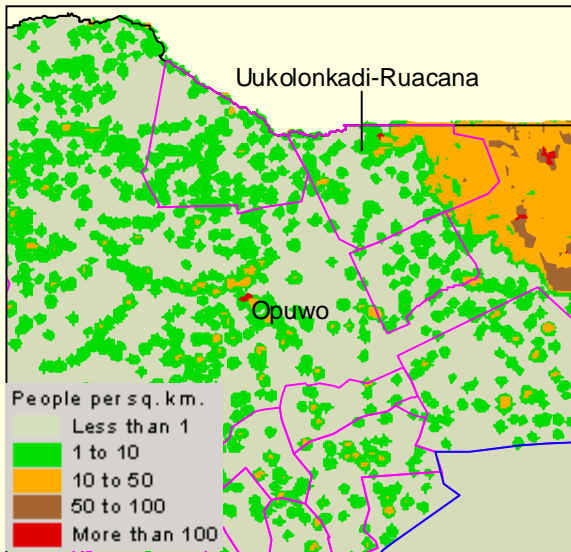 Uukolonkadi-Ruacana
Opuwo
People per sq. km.
Less than 1
1 to 10
10 to 50
50 to 100
More than 100